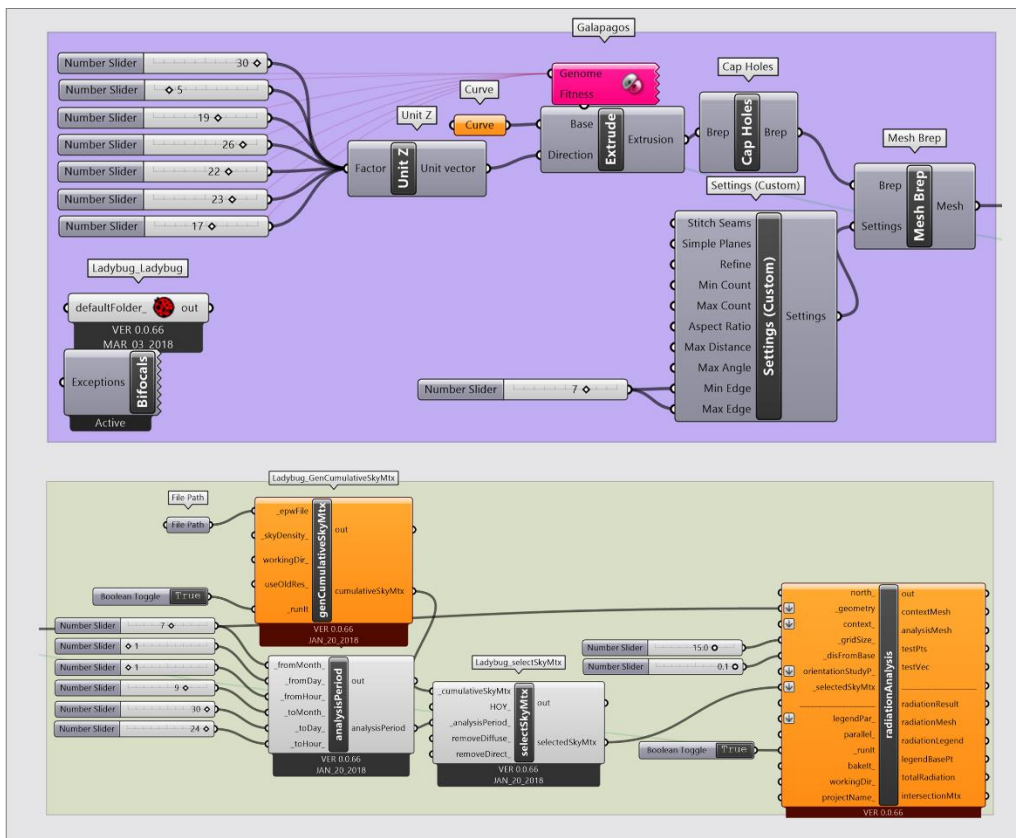 Galapagos
Number Slider 30
Genome
Fitness
Cap Holes
Number Slider 5
Curve
Number Slider 19
Unit Z
Curve
Base
Direction
Extrude
Extrusion
Brep
Cap Holes
Brep
Mesh Brep
Number Slider 26
Number Slider 22
Factor
Unit Z
Unit vector
Number Slider 23
Settings (Custom)
Brep
Settings
Mesh Brep
Mesh
Number Slider 17
Stitch Seams
Simple Planes
Refine
Min Count
Max Count
Aspect Ratio
Max Distance
Max Angle
Min Edge
Max Edge
Settings (Custom)
Settings
Ladybug_Ladybug
defaultFolder_ out
VER 0.0.66
MAR_03_2018
Exceptions
Bifocals
Active
Number Slider 7
Ladybug_GenCumulativeSkyMtx
File Path
File Path
_epwFile
_skyDensity_
workingDir_
useOldRes_
_runIt
genCumulativeSkyMtx
out
cumulativeSkyMtx
VER 0.0.66
JAN_20_2018
Boolean Toggle True
Number Slider 7
Number Slider 1
Number Slider 1
Number Slider 9
Number Slider 30
Number Slider 24
_fromMonth_
_fromDay_
_fromHour_
_toMonth_
_toDay_
_toHour_
analysisPeriod
out
analysisPeriod
VER 0.0.66
JAN_20_2018
Ladybug_selectSkyMtx
_cumulativeSkyMtx
HOY_
_analysisPeriod_
removeDiffuse_
removeDirect_
selectSkyMtx
out
selectedSkyMtx
VER 0.0.66
JAN_20_2018
Number Slider 15.0
Number Slider 0.1
Boolean Toggle True
north_
_geometry
context_
_gridSize_
_disFromBase
orientationStudyP_
_selectedSkyMtx
legendPar_
parallel_
_runIt
bakeIt_
workingDir_
projectName_
radiationAnalysis
out
contextMesh
analysisMesh
testPts
testVec
radiationResult
radiationMesh
radiationLegend
legendBasePt
totalRadiation
intersectionMtx
VER 0.0.66